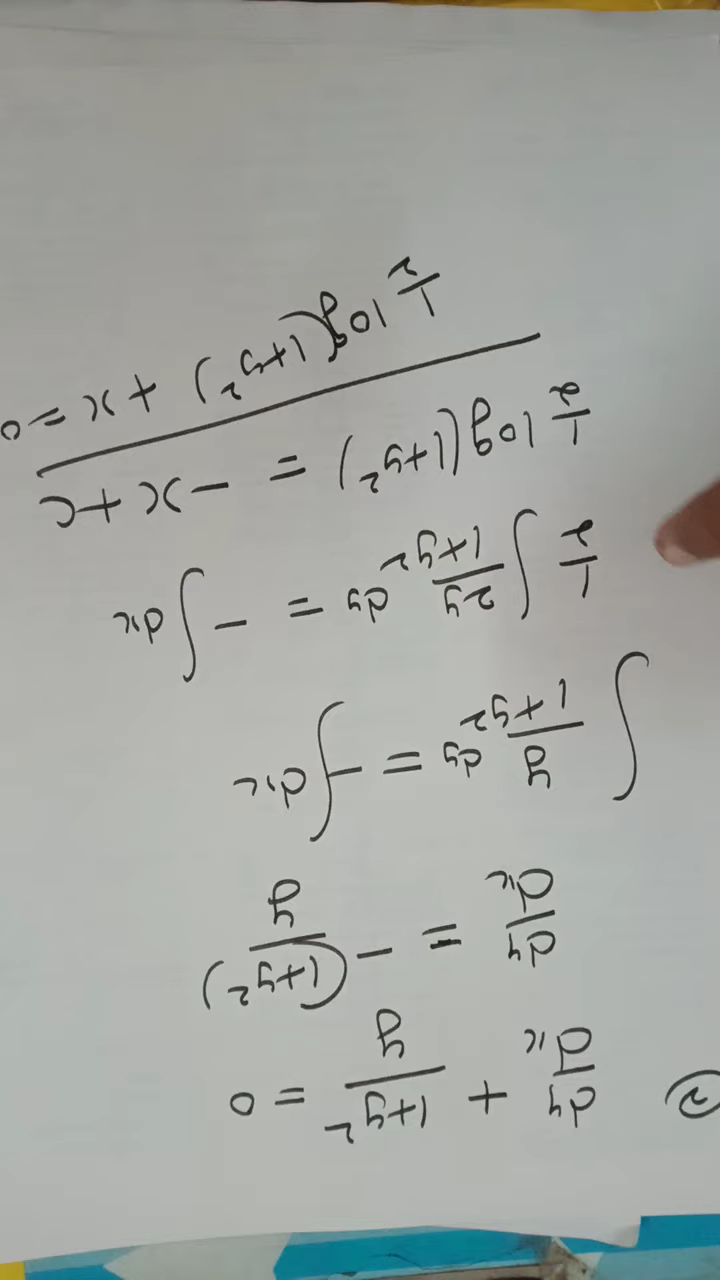 ② dy/dx + (1+y²)/y = 0
dy/dx = -(1+y²)/y
∫ y/(1+y²) dy = -∫ dx
1/2 ∫ 2y/(1+y²) dy = -∫ dx
1/2 log(1+y²) = -x+c
1/2 log(1+y²) + x = 0